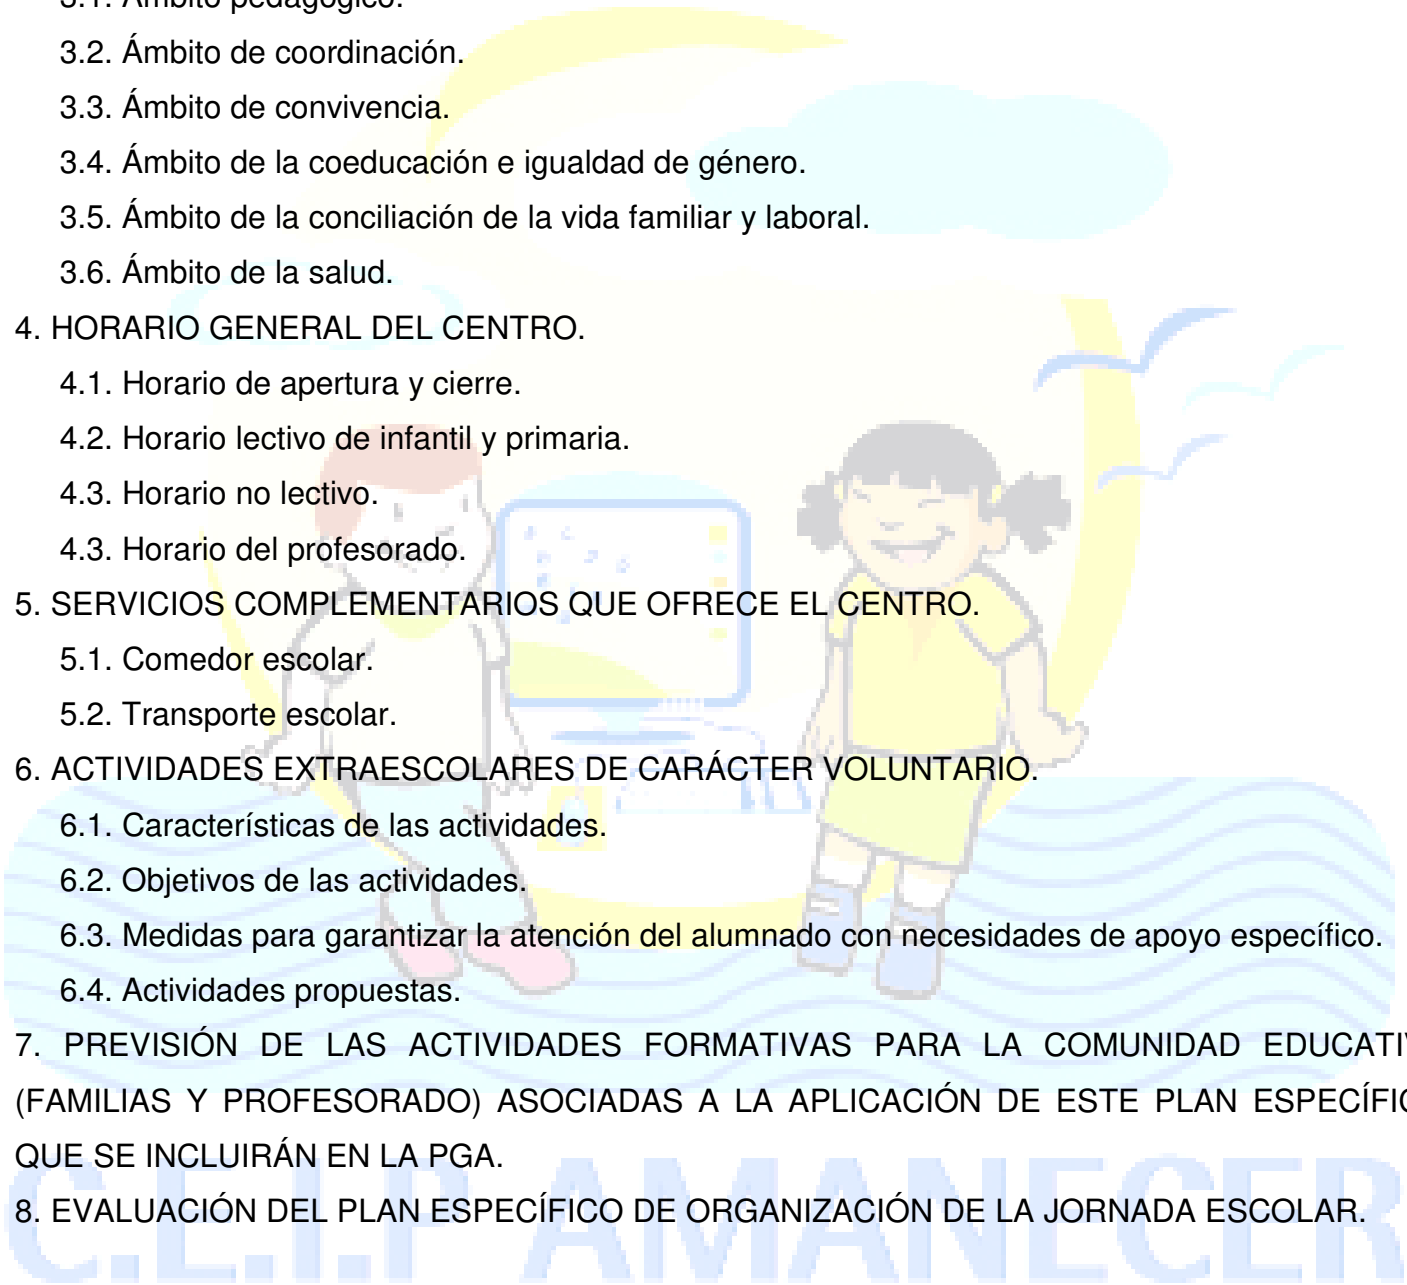 3.1. Ámbito pedagógico.
3.2. Ámbito de coordinación.
3.3. Ámbito de convivencia.
3.4. Ámbito de la coeducación e igualdad de género.
3.5. Ámbito de la conciliación de la vida familiar y laboral.
3.6. Ámbito de la salud.
4. HORARIO GENERAL DEL CENTRO.
4.1. Horario de apertura y cierre.
4.2. Horario lectivo de infantil y primaria.
4.3. Horario no lectivo.
4.3. Horario del profesorado.
5. SERVICIOS COMPLEMENTARIOS QUE OFRECE EL CENTRO.
5.1. Comedor escolar.
5.2. Transporte escolar.
6. ACTIVIDADES EXTRAESCOLARES DE CARÁCTER VOLUNTARIO.
6.1. Características de las actividades.
6.2. Objetivos de las actividades.
6.3. Medidas para garantizar la atención del alumnado con necesidades de apoyo específico.
6.4. Actividades propuestas.
7. PREVISIÓN DE LAS ACTIVIDADES FORMATIVAS PARA LA COMUNIDAD EDUCATIV
(FAMILIAS Y PROFESORADO) ASOCIADAS A LA APLICACIÓN DE ESTE PLAN ESPECÍFIC
QUE SE INCLUIRÁN EN LA PGA.
8. EVALUACIÓN DEL PLAN ESPECÍFICO DE ORGANIZACIÓN DE LA JORNADA ESCOLAR.
C.E.I.P AMANECER